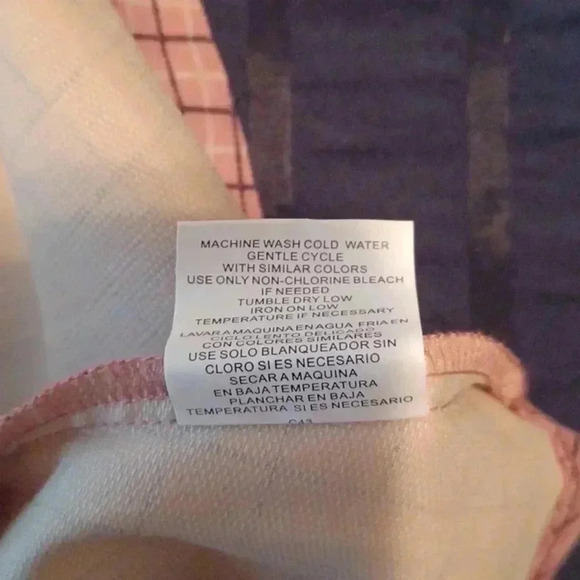 MACHINE WASH COLD WATER
GENTLE CYCLE
WITH SIMILAR COLORS
USE ONLY NON-CHLORINE BLEACH
IF NEEDED
TUMBLE DRY LOW
IRON ON LOW
TEMPERATURE IF NECESSARY
LAVAR A MAQUINA EN AGUA FRIA EN
CICLO LENTO DELICADO
CON COLORES SIMILARES
USE SOLO BLANQUEADOR SIN
CLORO SI ES NECESARIO
SECAR A MAQUINA
EN BAJA TEMPERATURA
PLANCHAR EN BAJA
TEMPERATURA SI ES NECESARIO